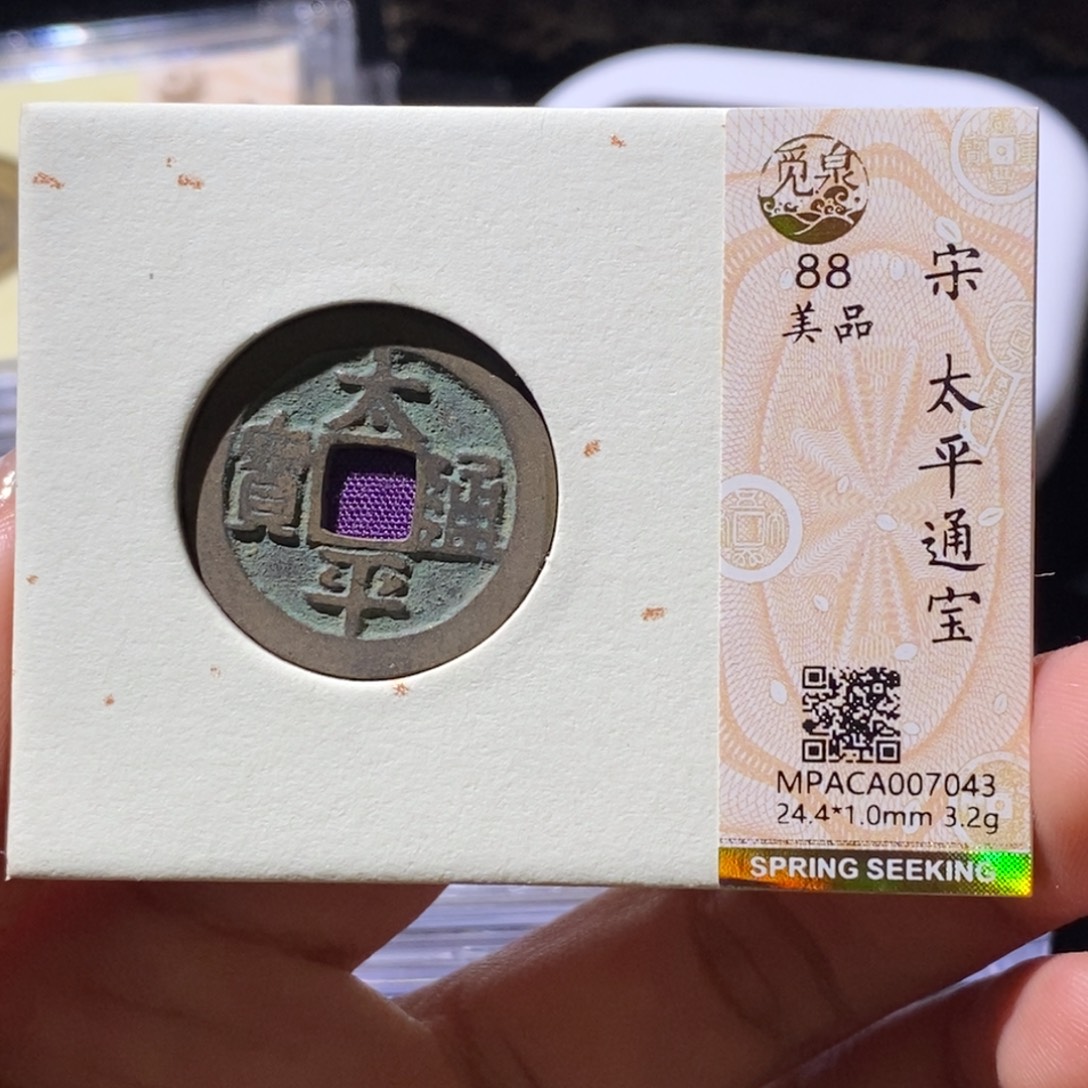 太
平
通
寶
觅泉
88
美品
宋 太平通宝
MPACA007043
24.4*1.0mm 3.2g
SPRING SEEKING